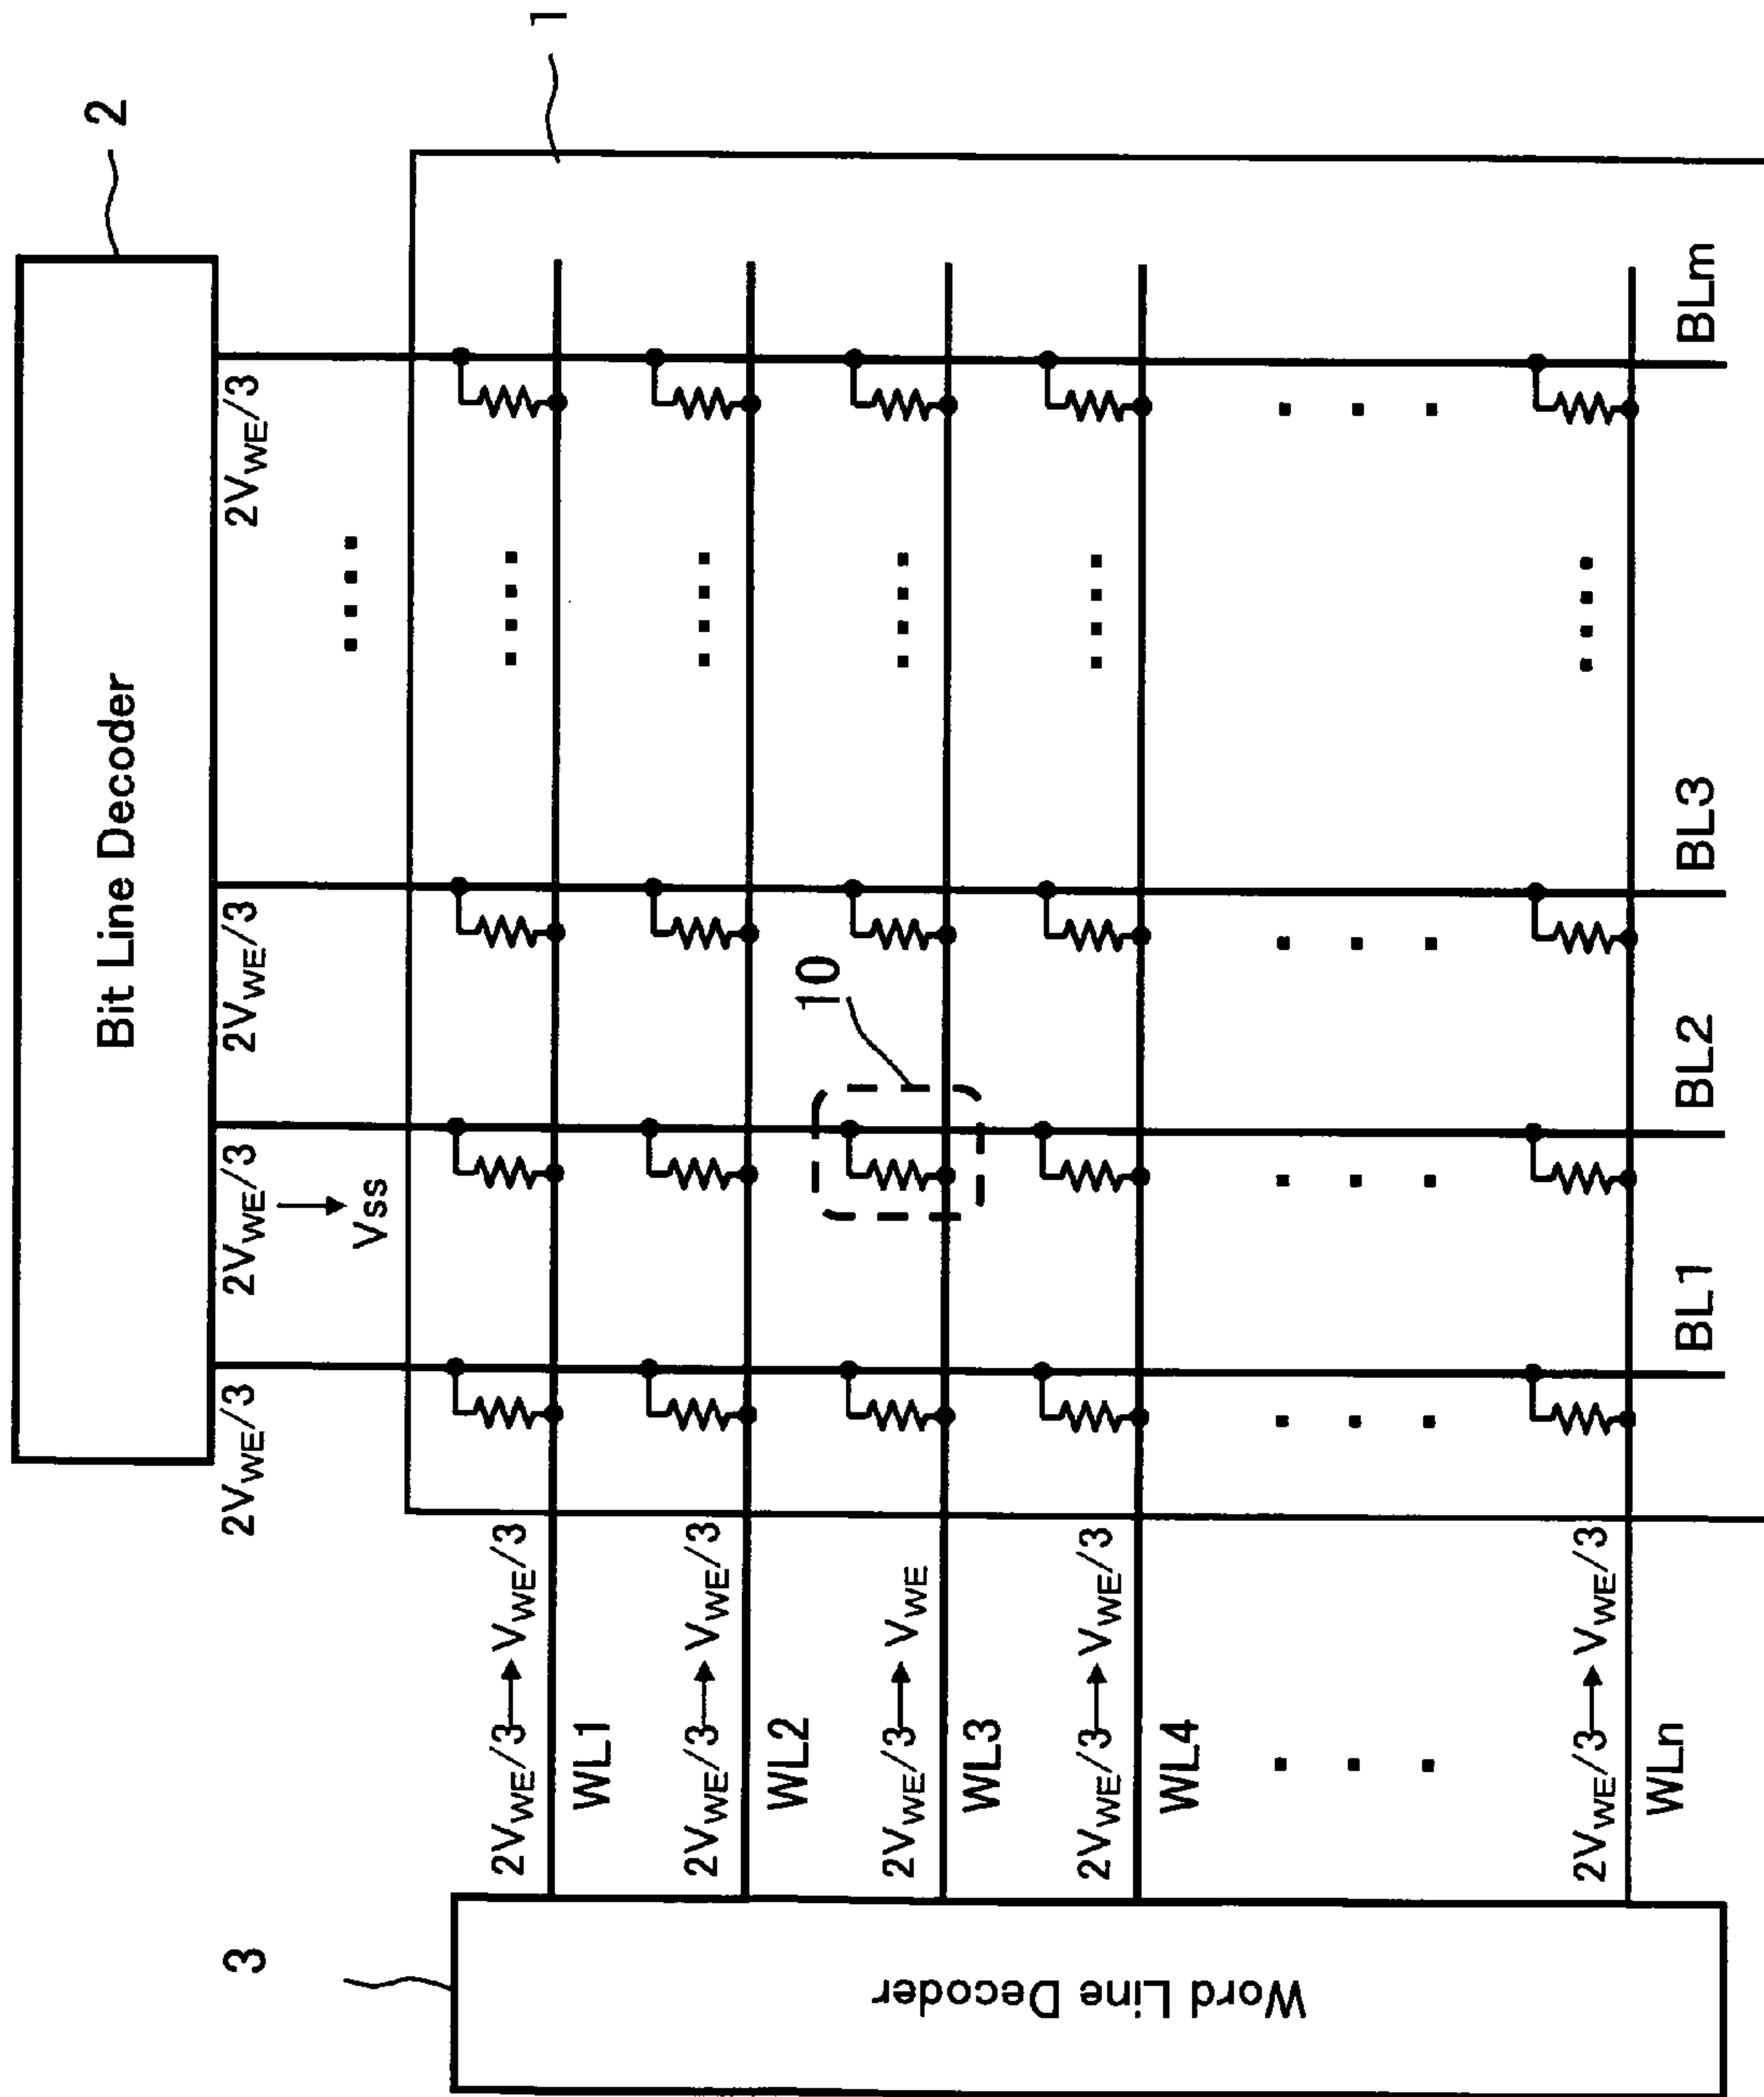 2
Bit Line Decoder
1
2VWE/3
2VWE/3
Vss
2VWE/3
2VWE/3
3
Word Line Decoder
2VWE/3→VWE/3
WL1
2VWE/3→VWE/3
WL2
10
2VWE/3→VWE
WL3
2VWE/3→VWE/3
WL4
2VWE/3→VWE/3
WLn
BL1
BL2
BL3
BLm